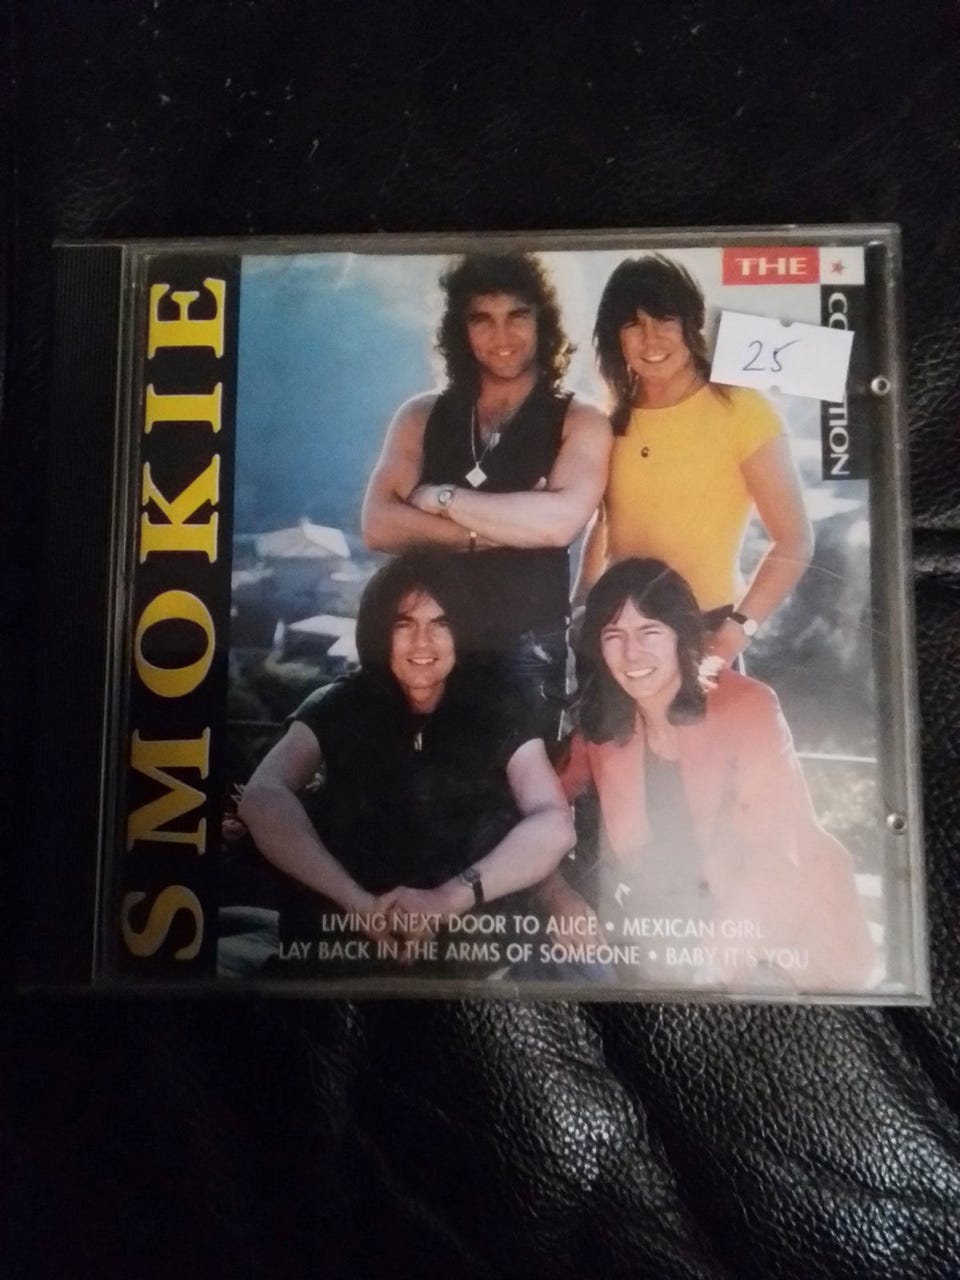 SMOKIE
THE
TION
25
LIVING NEXT DOOR TO ALICE • MEXICAN GIRL
LAY BACK IN THE ARMS OF SOMEONE • BABY IT'S YOU